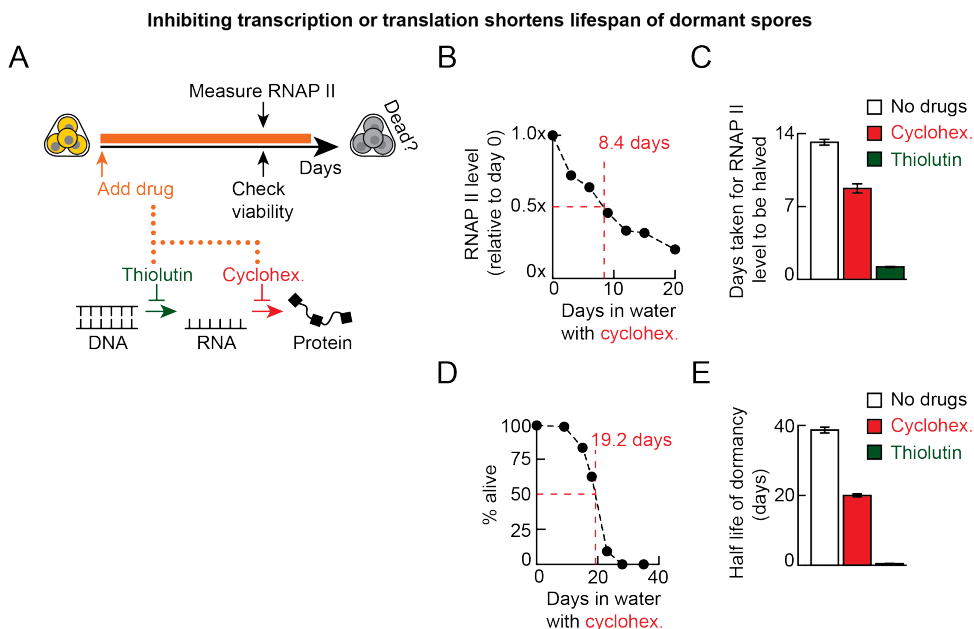 Inhibiting transcription or translation shortens lifespan of dormant spores
A
Measure RNAP II
Dead?
Days
Add drug
Check
viability
Thiolutin
Cyclohex.
DNA
RNA
Protein
B
RNAP II level
(relative to day 0)
1.0x
0.5x
0x
8.4 days
0
10
20
Days in water
with cyclohex.
C
No drugs
Cyclohex.
Thiolutin
Days taken for RNAP II
level to be halved
14
7
0
D
% alive
100
75
50
25
0
19.2 days
0
20
40
Days in water
with cyclohex.
E
No drugs
Cyclohex.
Thiolutin
Half life of dormancy
(days)
40
20
0